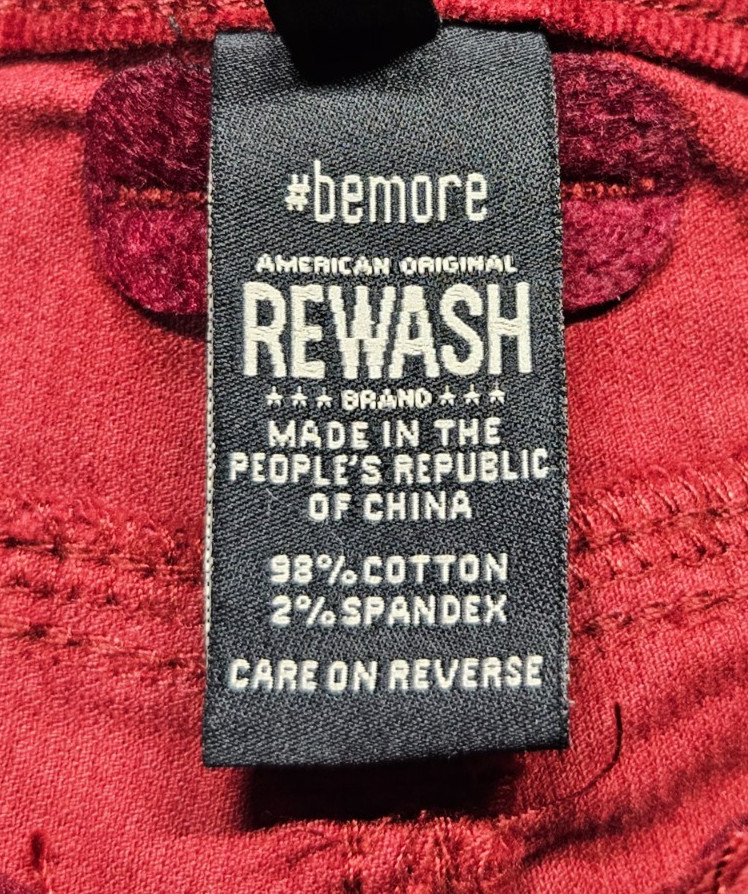 #bemore
AMERICAN ORIGINAL
REWASH
BRAND
MADE IN THE
PEOPLE'S REPUBLIC
OF CHINA
98% COTTON
2% SPANDEX
CARE ON REVERSE